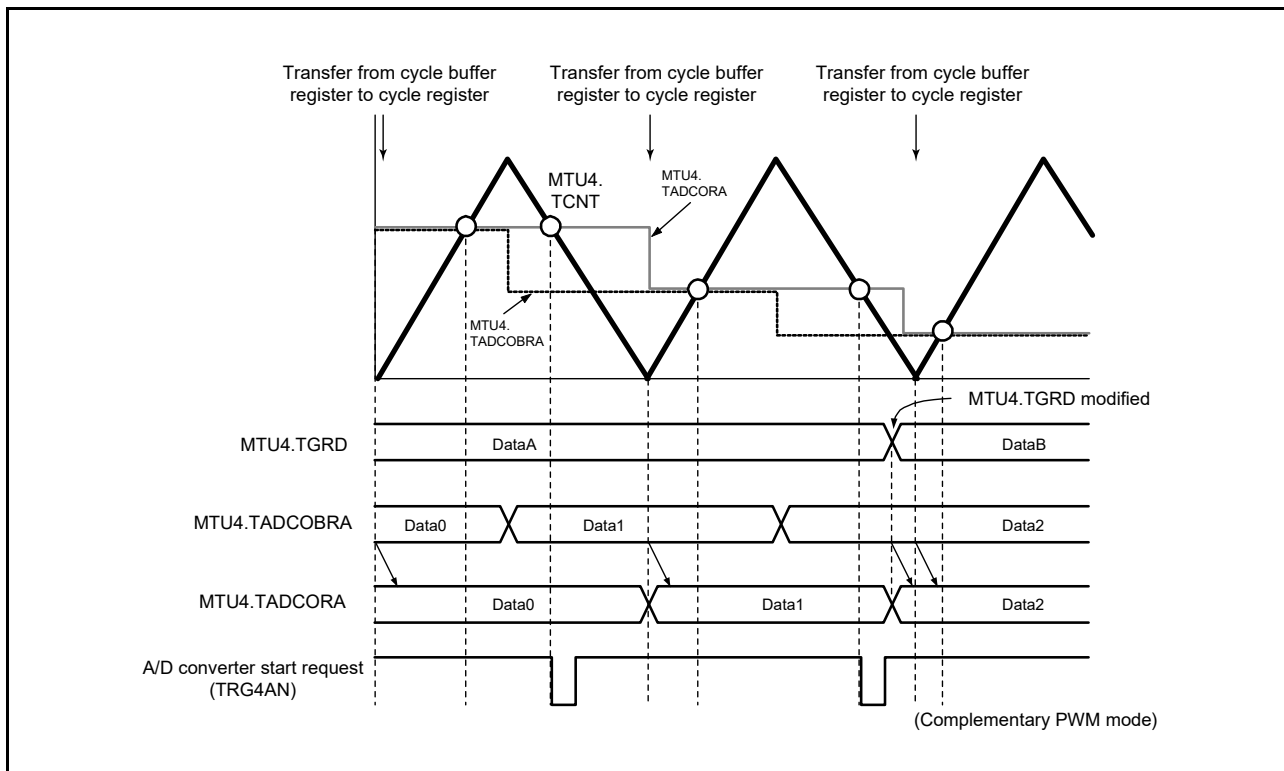 Transfer from cycle buffer
register to cycle register
Transfer from cycle buffer
register to cycle register
Transfer from cycle buffer
register to cycle register
MTU4.
TCNT
MTU4.
TADCORA
MTU4.
TADCOBRA
MTU4.TGRD modified
MTU4.TGRD
DataA
DataB
MTU4.TADCOBRA
Data0
Data1
Data2
MTU4.TADCORA
Data0
Data1
Data2
A/D converter start request
(TRG4AN)
(Complementary PWM mode)